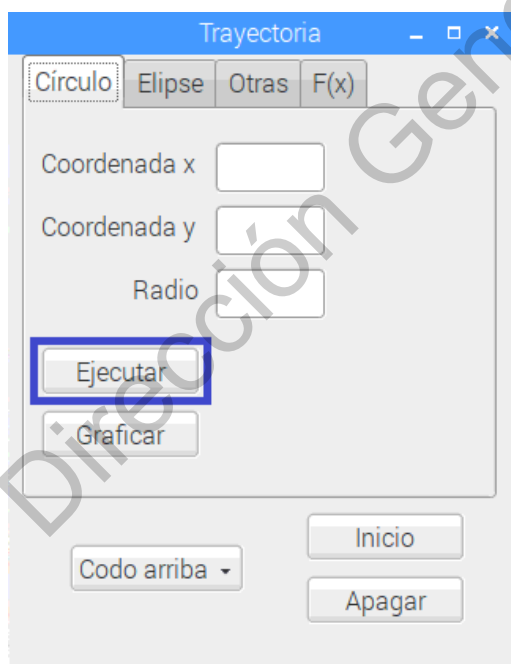 Trayectoria
Círculo Elipse Otras F(x)
Coordenada x
Coordenada y
Radio
Ejecutar
Graficar
Inicio
Codo arriba
Apagar
Dirección Gen